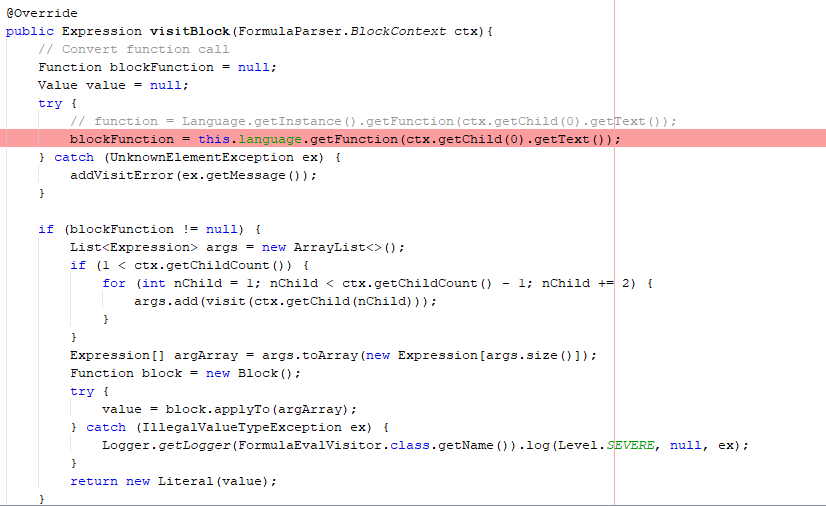 @Override
public Expression visitBlock(FormulaParser.BlockContext ctx){
    // Convert function call
    Function blockFunction = null;
    Value value = null;
    try {
        // function = Language.getInstance().getFunction(ctx.getChild(0).getText());
        blockFunction = this.language.getFunction(ctx.getChild(0).getText());
    } catch (UnknownElementException ex) {
        addVisitError(ex.getMessage());
    }

    if (blockFunction != null) {
        List<Expression> args = new ArrayList<>();
        if (1 < ctx.getChildCount()) {
            for (int nChild = 1; nChild < ctx.getChildCount() - 1; nChild += 2) {
                args.add(visit(ctx.getChild(nChild)));
            }
        }
        Expression[] argArray = args.toArray(new Expression[args.size()]);
        Function block = new Block();
        try {
            value = block.applyTo(argArray);
        } catch (IllegalValueTypeException ex) {
            Logger.getLogger(FormulaEvalVisitor.class.getName()).log(Level.SEVERE, null, ex);
        }
        return new Literal(value);
    }